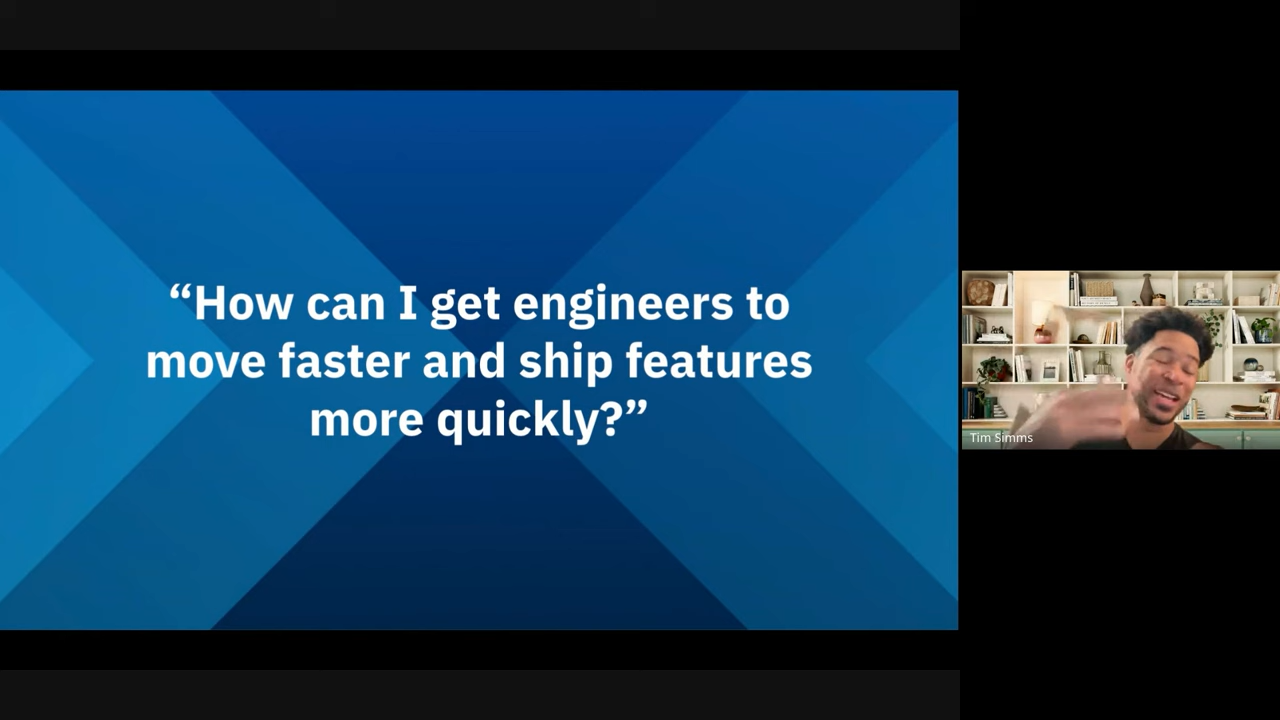 “How can I get engineers to
move faster and ship features
more quickly?”
Tim Simms